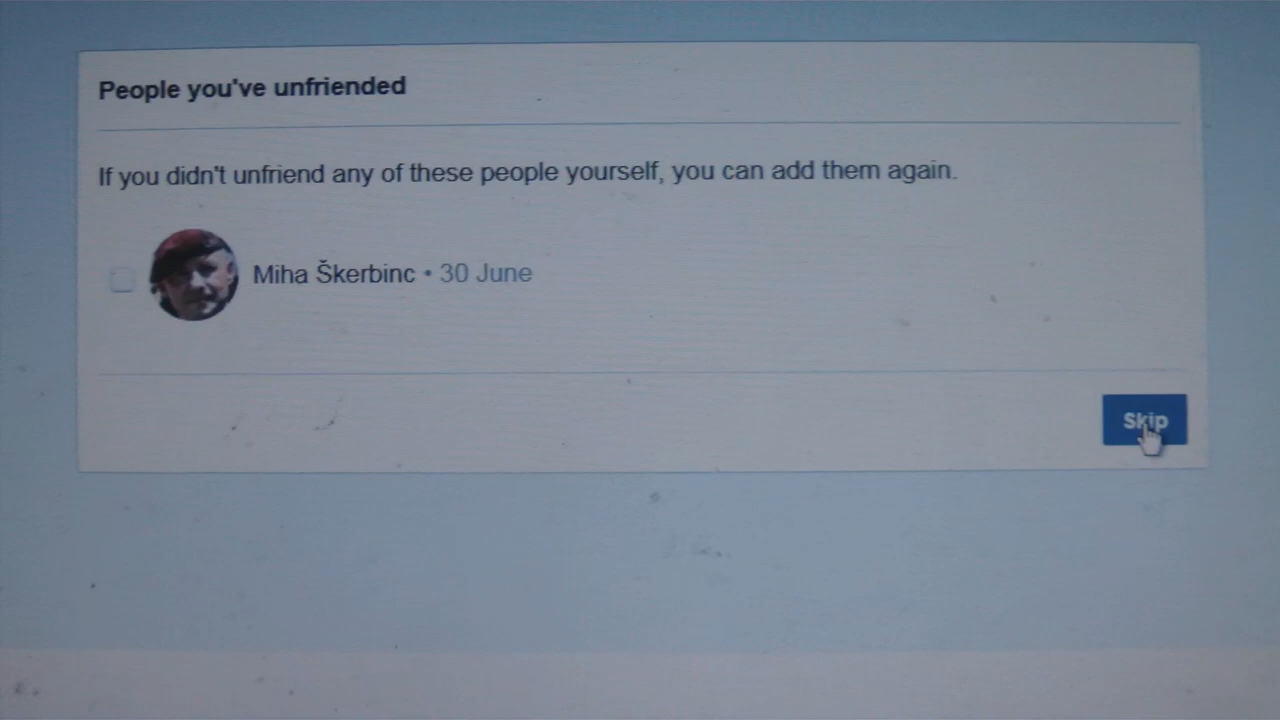 People you've unfriended
If you didn't unfriend any of these people yourself, you can add them again.
Miha Škerbinc • 30 June
Skip